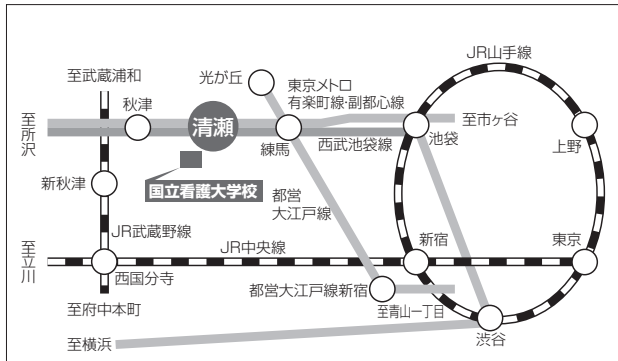 JR山手線
至武蔵浦和
光が丘
東京メトロ
有楽町線・副都心線
秋津
至所沢
清瀬
練馬
西武池袋線
池袋
至市ヶ谷
上野
新秋津
国立看護大学校
都営
大江戸線
JR武蔵野線
JR中央線
新宿
東京
至立川
西国分寺
都営大江戸線新宿
至青山一丁目
至府中本町
至横浜
渋谷